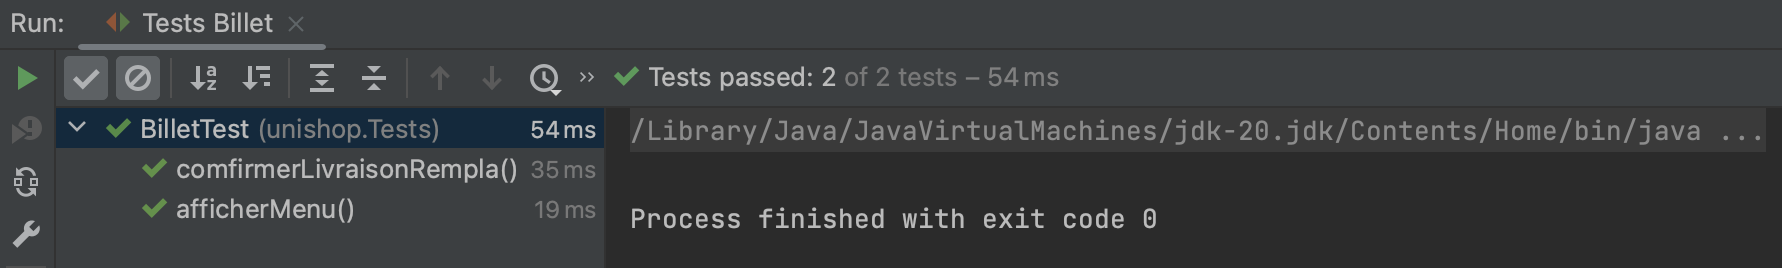 Run: Tests Billet
Tests passed: 2 of 2 tests – 54 ms
BilletTest (unishop.Tests) 54 ms
comfirmerLivraisonRempla() 35 ms
afficherMenu() 19 ms
/Library/Java/JavaVirtualMachines/jdk-20.jdk/Contents/Home/bin/java ...
Process finished with exit code 0